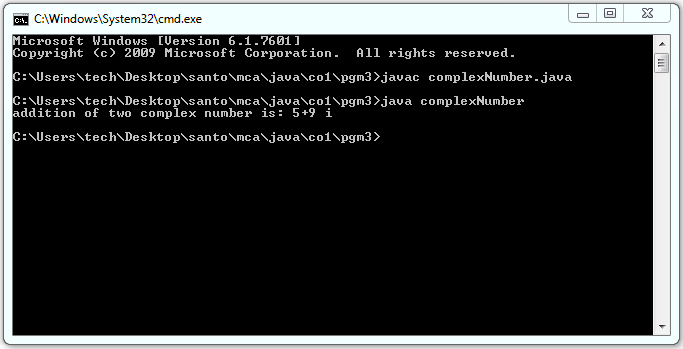 C:\Windows\System32\cmd.exe
Microsoft Windows [Version 6.1.7601]
Copyright (c) 2009 Microsoft Corporation.  All rights reserved.
C:\Users\tech\Desktop\santo\mca\java\co1\pgm3>javac complexNumber.java
C:\Users\tech\Desktop\santo\mca\java\co1\pgm3>java complexNumber
addition of two complex number is: 5+9 i
C:\Users\tech\Desktop\santo\mca\java\co1\pgm3>